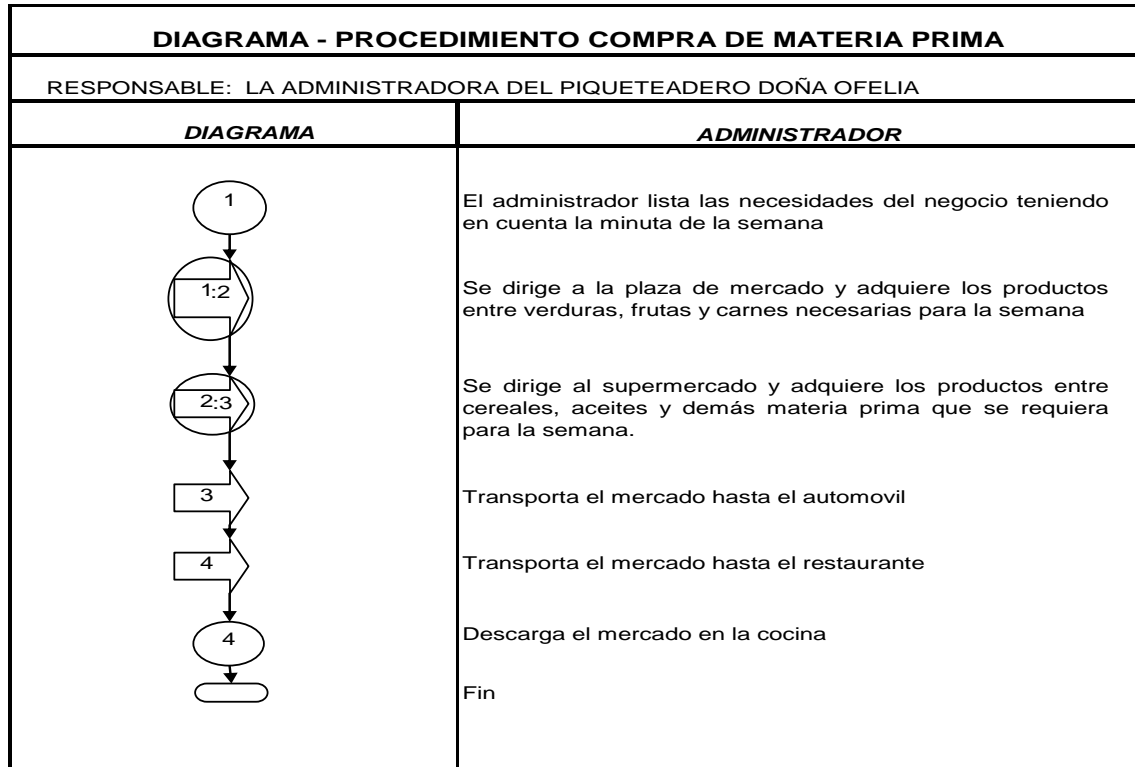 DIAGRAMA - PROCEDIMIENTO COMPRA DE MATERIA PRIMA
RESPONSABLE: LA ADMINISTRADORA DEL PIQUETEADERO DOÑA OFELIA
DIAGRAMA
ADMINISTRADOR
1
El administrador lista las necesidades del negocio teniendo
en cuenta la minuta de la semana
1:2
Se dirige a la plaza de mercado y adquiere los productos
entre verduras, frutas y carnes necesarias para la semana
2:3
Se dirige al supermercado y adquiere los productos entre
cereales, aceites y demás materia prima que se requiera
para la semana.
3
Transporta el mercado hasta el automovil
4
Transporta el mercado hasta el restaurante
4
Descarga el mercado en la cocina
Fin